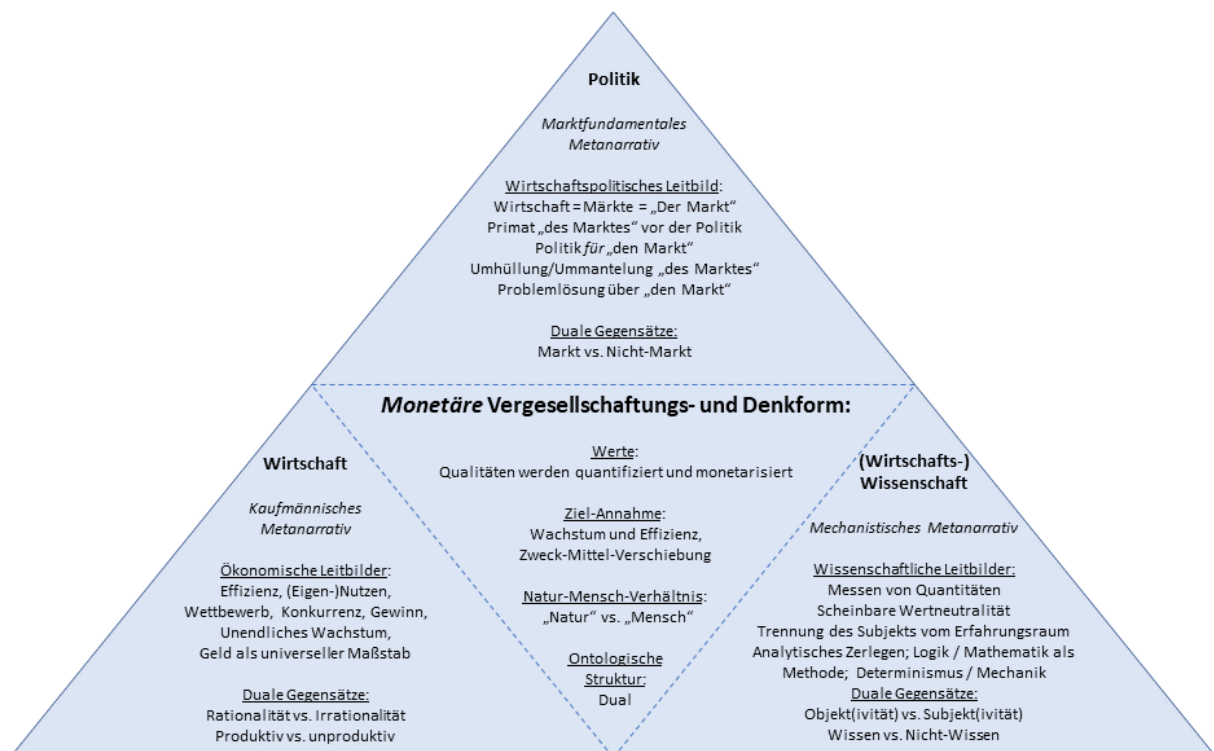 Politik
Marktfundamentales
Metanarrativ
Wirtschaftspolitisches Leitbild:
Wirtschaft = Märkte = „Der Markt“
Primat „des Marktes“ vor der Politik
Politik für „den Markt“
Umhüllung/Ummantelung „des Marktes“
Problemlösung über „den Markt“
Duale Gegensätze:
Markt vs. Nicht-Markt
Monetäre Vergesellschaftungs- und Denkform:
Werte:
Qualitäten werden quantifiziert und monetarisiert
Ziel-Annahme:
Wachstum und Effizienz,
Zweck-Mittel-Verschiebung
Natur-Mensch-Verhältnis:
„Natur“ vs. „Mensch“
Ontologische
Struktur:
Dual
Wirtschaft
Kaufmännisches
Metanarrativ
Ökonomische Leitbilder:
Effizienz, (Eigen-)Nutzen,
Wettbewerb, Konkurrenz, Gewinn,
Unendliches Wachstum,
Geld als universeller Maßstab
Duale Gegensätze:
Rationalität vs. Irrationalität
Produktiv vs. unproduktiv
(Wirtschafts-)
Wissenschaft
Mechanistisches Metanarrativ
Wissenschaftliche Leitbilder:
Messen von Quantitäten
Scheinbare Wertneutralität
Trennung des Subjekts vom Erfahrungsraum
Analytisches Zerlegen; Logik / Mathematik als
Methode; Determinismus / Mechanik
Duale Gegensätze:
Objekt(ivität) vs. Subjekt(ivität)
Wissen vs. Nicht-Wissen